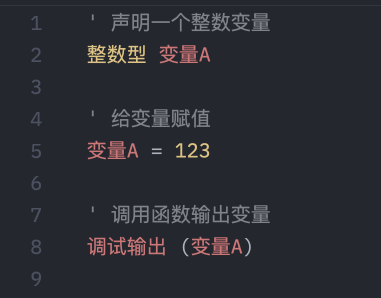 1 ' 声明一个整数变量
2 整数型 变量A
3
4 ' 给变量赋值
5 变量A = 123
6
7 ' 调用函数输出变量
8 调试输出 (变量A)
9